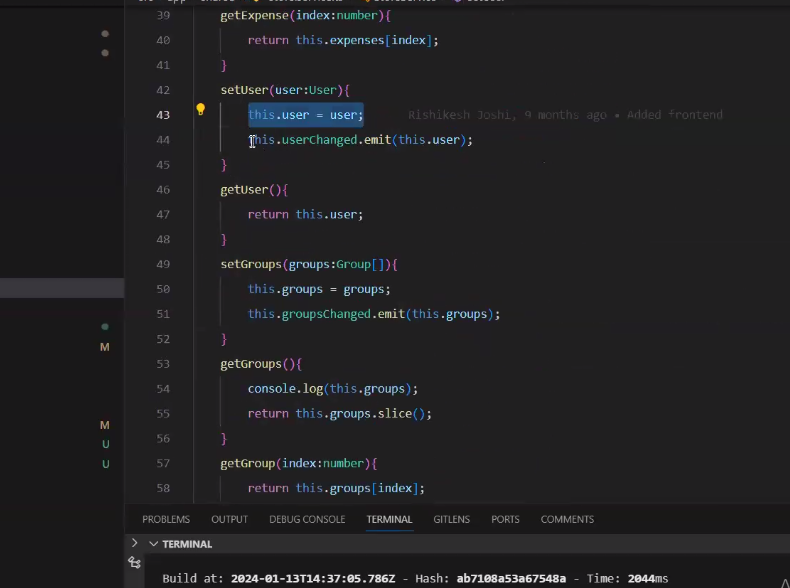 39 getExpense(index:number){
40 return this.expenses[index];
41 }
42 setUser(user:User){
43 this.user = user; Rishikesh Joshi, 9 months ago • Added frontend
44 this.userChanged.emit(this.user);
45 }
46 getUser(){
47 return this.user;
48 }
49 setGroups(groups:Group[]){
50 this.groups = groups;
51 this.groupsChanged.emit(this.groups);
52 }
53 getGroups(){
54 console.log(this.groups);
55 return this.groups.slice();
56 }
57 getGroup(index:number){
58 return this.groups[index];
M
M
U
U
PROBLEMS OUTPUT DEBUG CONSOLE TERMINAL GITLENS PORTS COMMENTS
TERMINAL
Build at: 2024-01-13T14:37:05.786Z - Hash: ab7108a53a67548a - Time: 2044ms